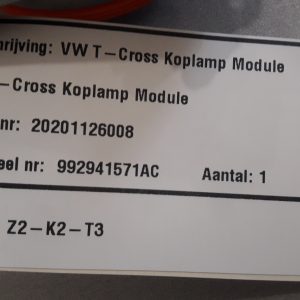 hrijving: VW T-Cross Koplamp Module
-Cross Koplamp Module
nr: 20201126008
eel nr: 992941571AC Aantal: 1
Z2-K2-T3